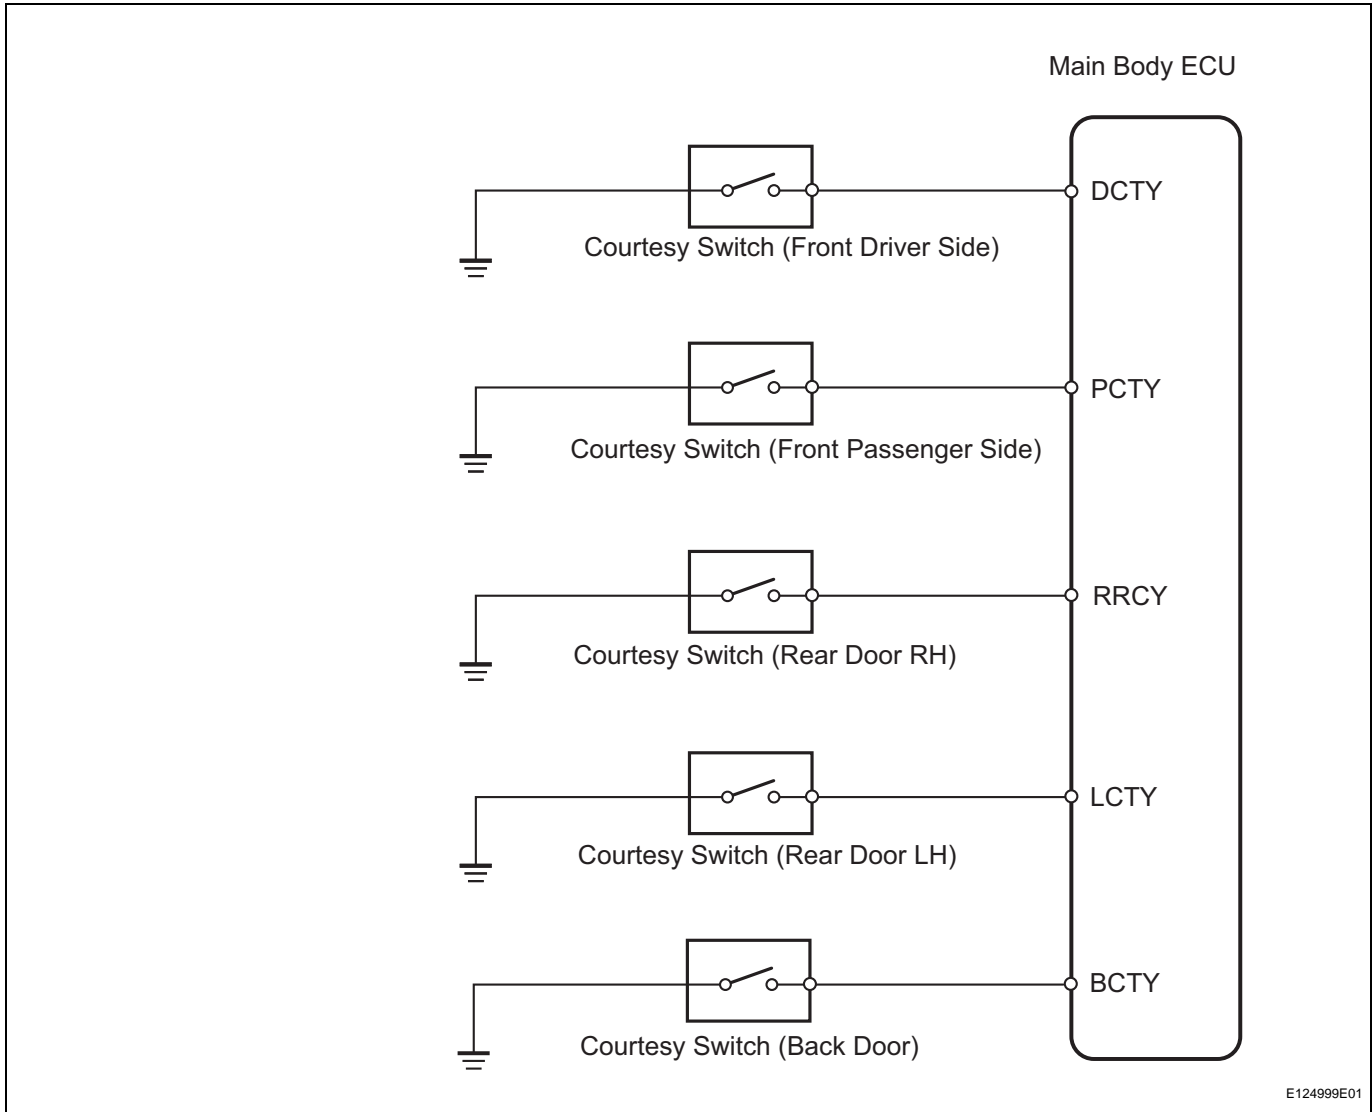 Main Body ECU
DCTY
Courtesy Switch (Front Driver Side)
PCTY
Courtesy Switch (Front Passenger Side)
RRCY
Courtesy Switch (Rear Door RH)
LCTY
Courtesy Switch (Rear Door LH)
BCTY
Courtesy Switch (Back Door)
E124999E01